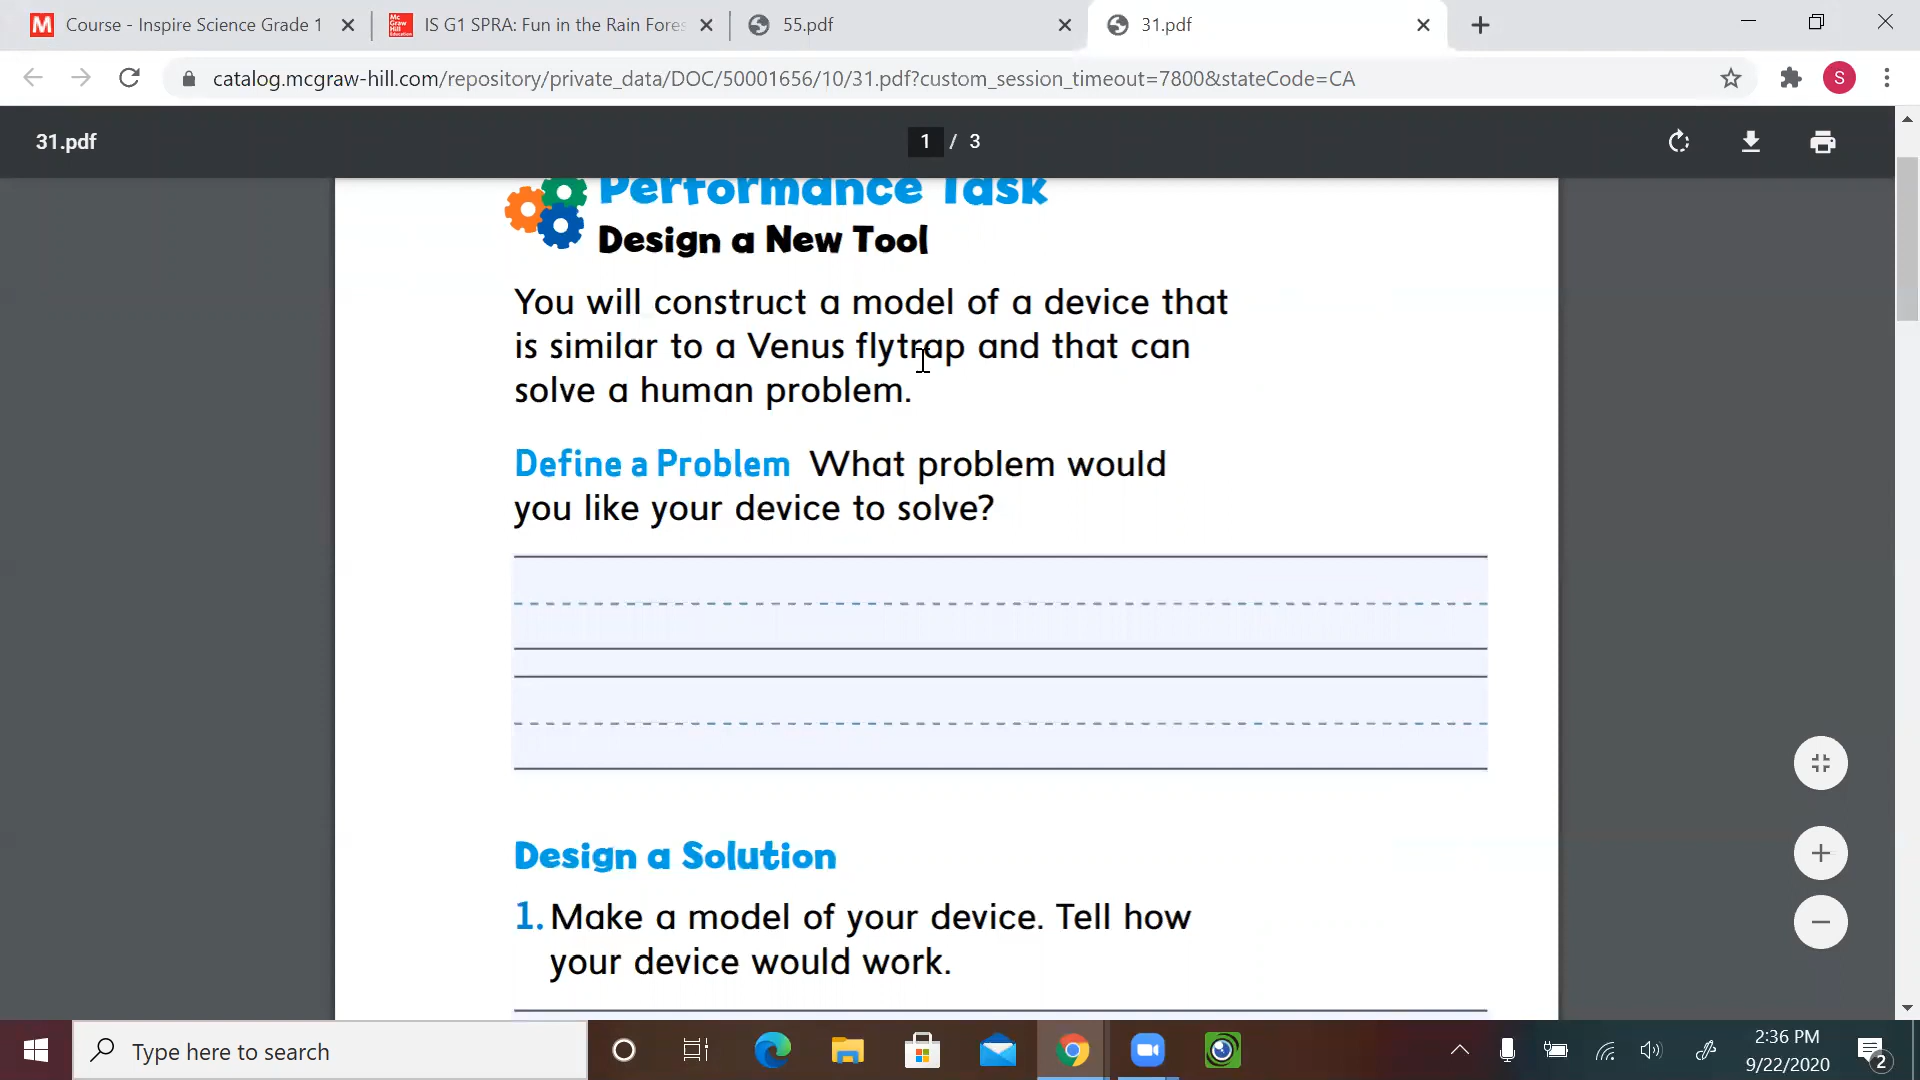 Course - Inspire Science Grade 1
IS G1 SPRA: Fun in the Rain Fores
55.pdf
31.pdf
catalog.mcgraw-hill.com/repository/private_data/DOC/50001656/10/31.pdf?custom_session_timeout=7800&stateCode=CA
S
31.pdf
1 / 3
Performance Task
Design a New Tool
You will construct a model of a device that
is similar to a Venus flytrap and that can
solve a human problem.
Define a Problem What problem would
you like your device to solve?
Design a Solution
1. Make a model of your device. Tell how
your device would work.
Type here to search
2:36 PM
9/22/2020
2